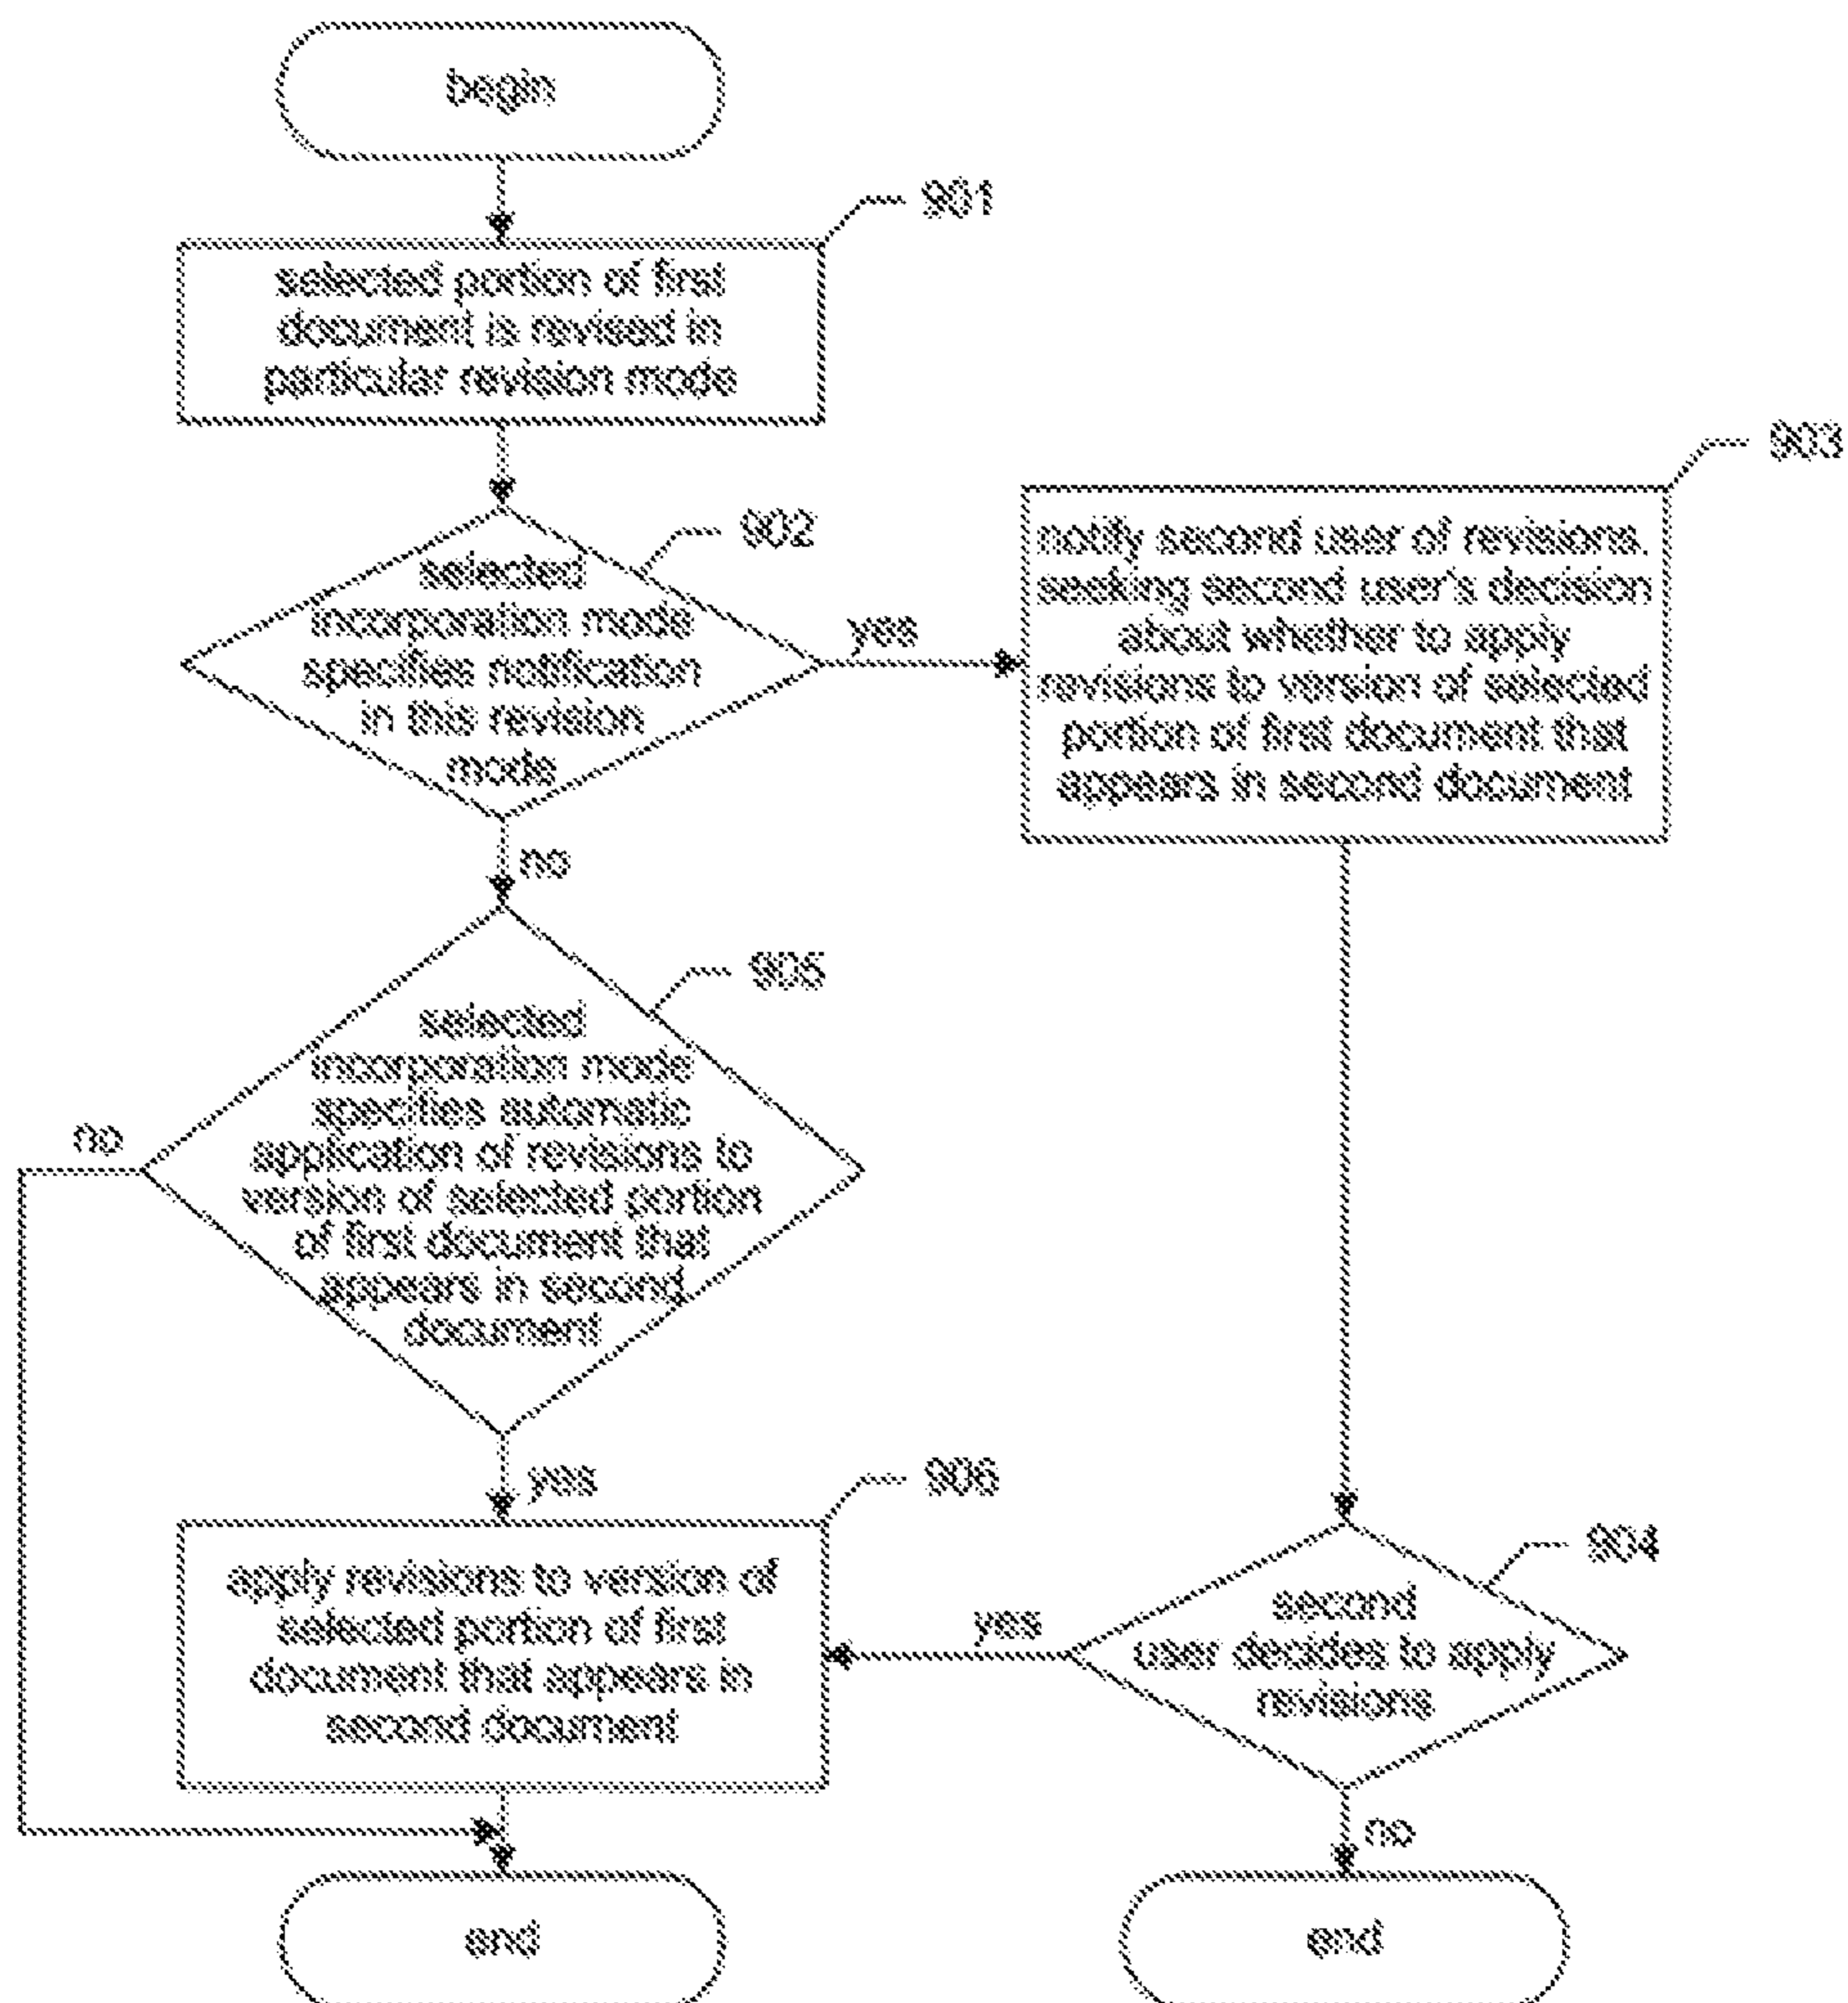 begin
901
selected portion of first
document is revised in
particular revision mode
902
selected
incorporation mode
specifies notification
in this revision
mode
yes
903
notify second user of revisions,
seeking second user's decision
about whether to apply
revisions to version of selected
portion of first document that
appears in second document
no
905
selected
incorporation mode
specifies automatic
application of revisions to
version of selected portion
of first document that
appears in second
document
no
yes
906
apply revisions to version of
selected portion of first
document that appears in
second document
yes
904
second
user decides to apply
revisions
no
end
end